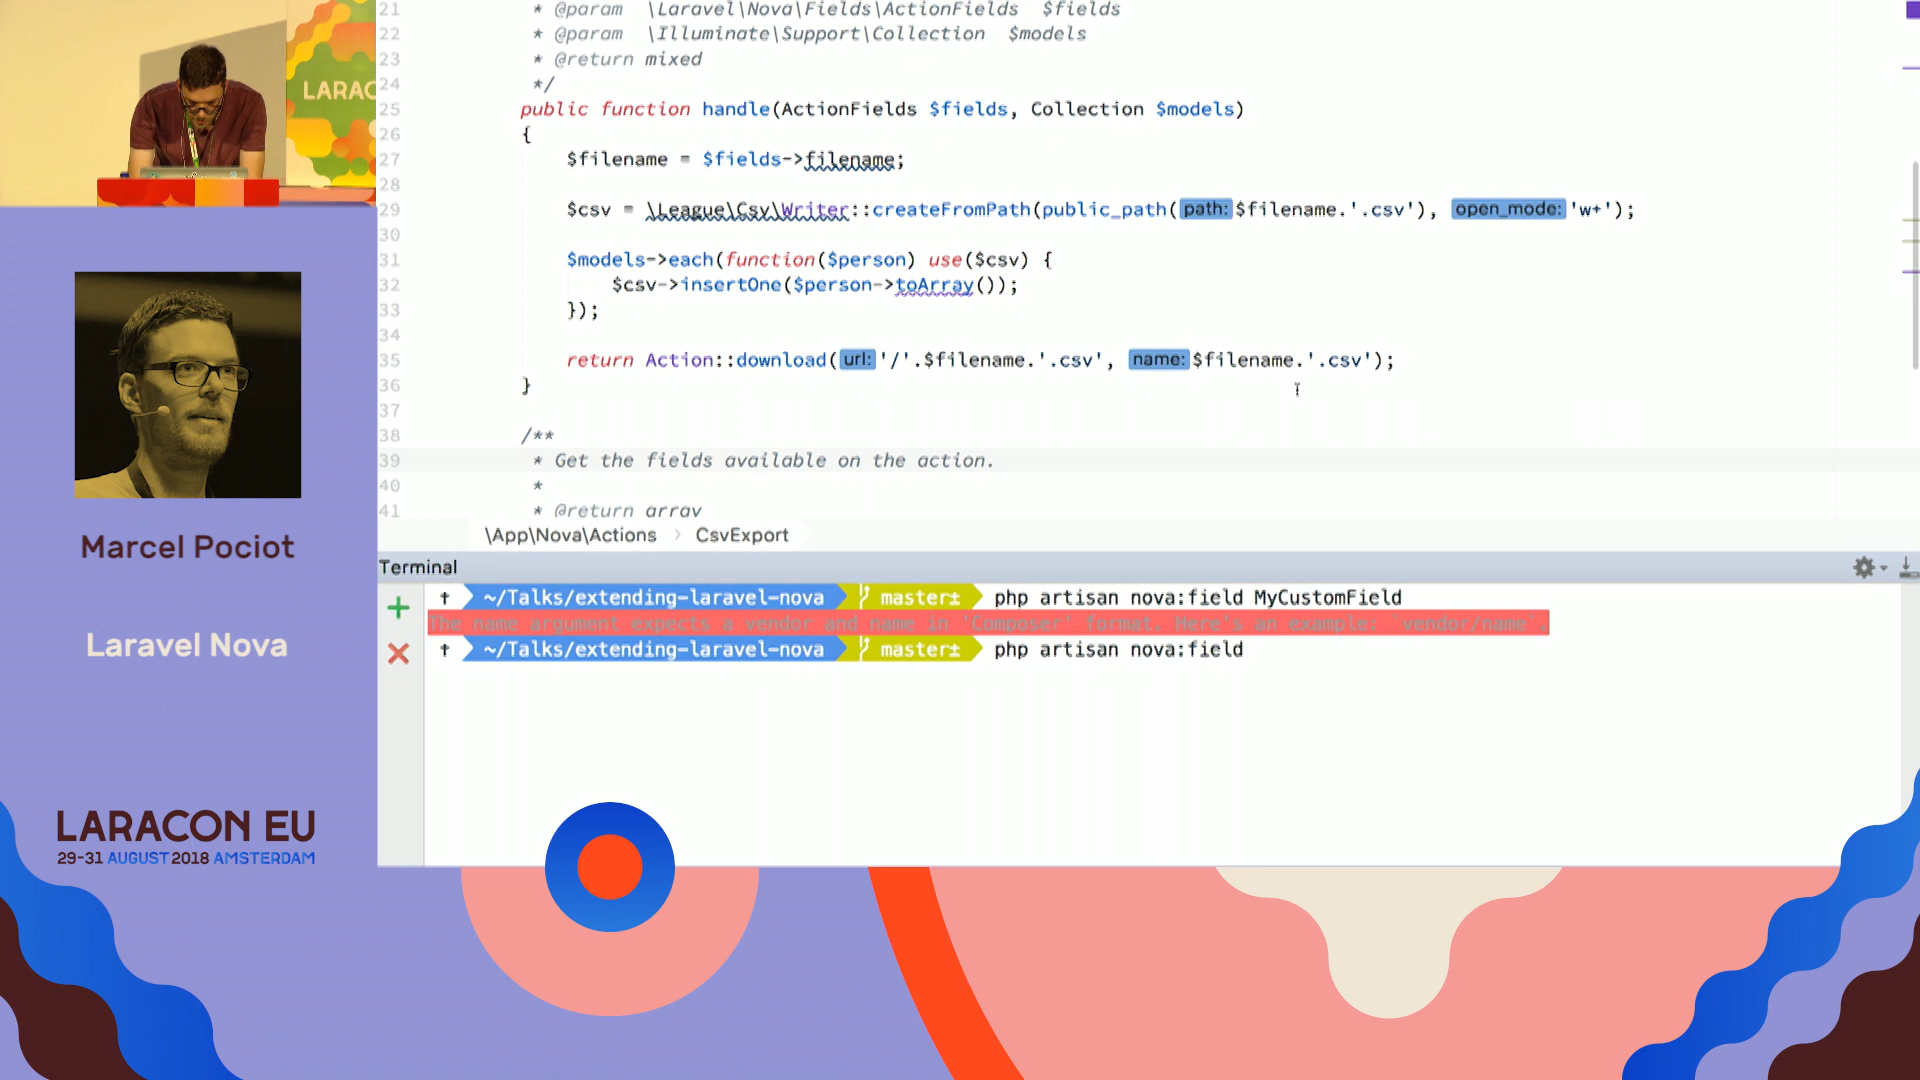 LARAC
Marcel Pociot
Laravel Nova
LARACON EU
29-31 AUGUST 2018 AMSTERDAM
21 * @param \Laravel\Nova\Fields\ActionFields $fields
22 * @param \Illuminate\Support\Collection $models
23 * @return mixed
24 */
25 public function handle(ActionFields $fields, Collection $models)
26 {
27 $filename = $fields->filename;
28
29 $csv = \League\Csv\Writer::createFromPath(public_path( path: $filename.'.csv'), open_mode: 'w+');
30
31 $models->each(function($person) use($csv) {
32 $csv->insertOne($person->toArray());
33 });
34
35 return Action::download( url: '/'.$filename.'.csv', name: $filename.'.csv');
36 }
37
38 /**
39 * Get the fields available on the action.
40 *
41 * @return array
\App\Nova\Actions > CsvExport
Terminal
~/Talks/extending-laravel-nova master± php artisan nova:field MyCustomField
The name argument expects a vendor and name in 'Composer' format. Here's an example: `vendor/name`.
~/Talks/extending-laravel-nova master± php artisan nova:field